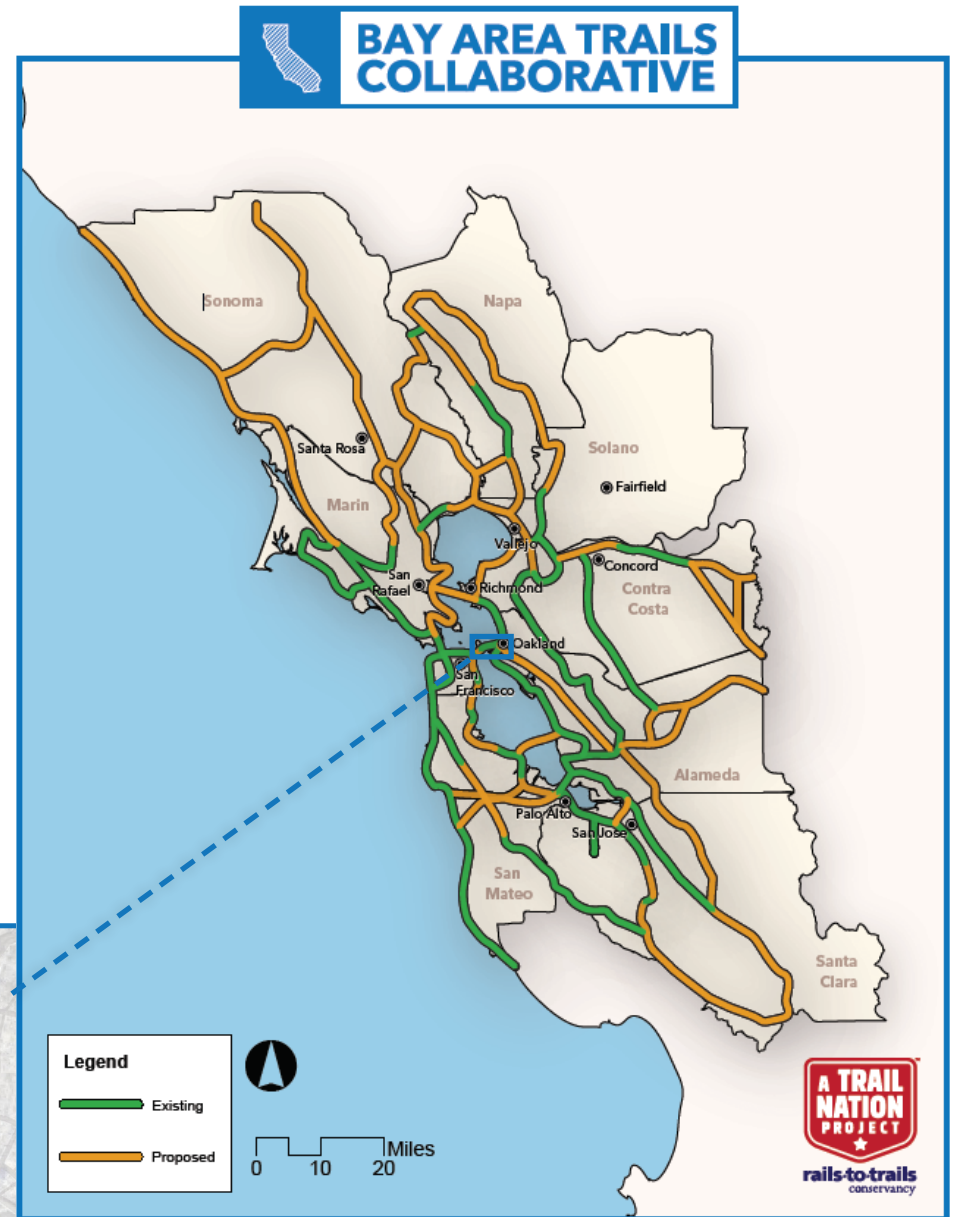 BAY AREA TRAILS
COLLABORATIVE
Sonoma
Napa
Santa Rosa
Solano
Fairfield
Marin
Vallejo
Concord
San
Rafael
Richmond
Contra
Costa
Oakland
San
Francisco
Alameda
Palo Alto
San Jose
San
Mateo
Santa
Clara
Legend
Existing
Proposed
Miles
0 10 20
A TRAIL
NATION
PROJECT
rails-to-trails
conservancy